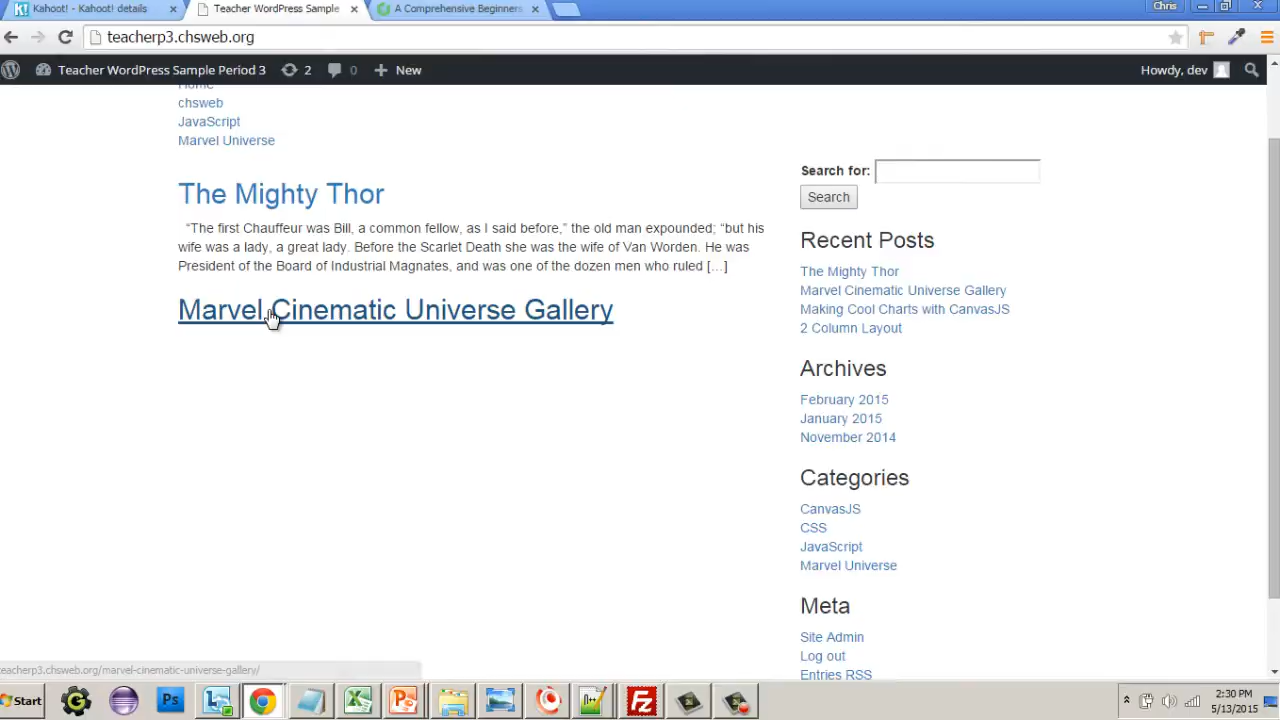 Kahoot! - Kahoot! details
Teacher WordPress Sample
A Comprehensive Beginners
Chris
teacherp3.chsweb.org
Teacher WordPress Sample Period 3
2
0
New
Howdy, dev
Home
chsweb
JavaScript
Marvel Universe
The Mighty Thor
“The first Chauffeur was Bill, a common fellow, as I said before,” the old man expounded; “but his
wife was a lady, a great lady. Before the Scarlet Death she was the wife of Van Worden. He was
President of the Board of Industrial Magnates, and was one of the dozen men who ruled […]
Marvel Cinematic Universe Gallery
Search for:
Search
Recent Posts
The Mighty Thor
Marvel Cinematic Universe Gallery
Making Cool Charts with CanvasJS
2 Column Layout
Archives
February 2015
January 2015
November 2014
Categories
CanvasJS
CSS
JavaScript
Marvel Universe
Meta
Site Admin
Log out
Entries RSS
teacherp3.chsweb.org/marvel-cinematic-universe-gallery/
Start
Ps
2:30 PM
5/13/2015